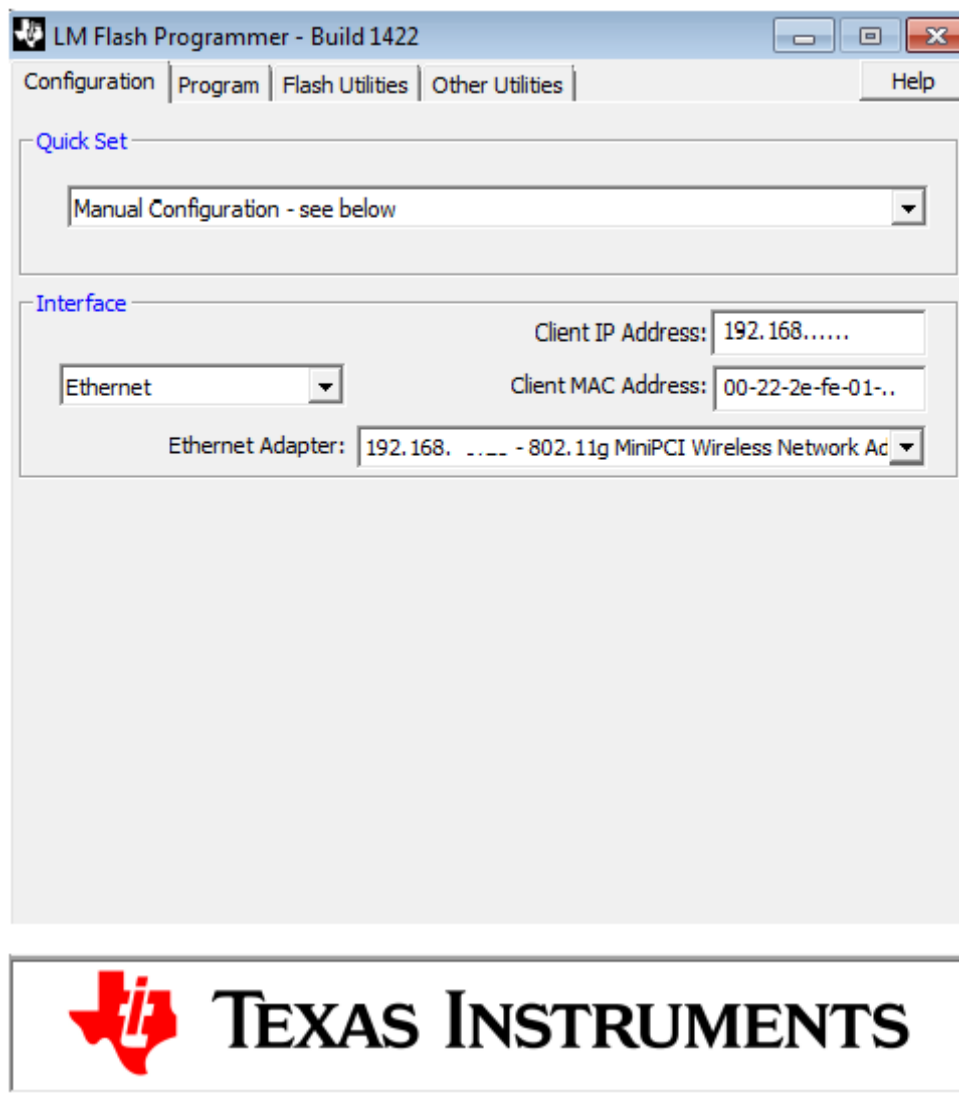 LM Flash Programmer - Build 1422
Configuration Program Flash Utilities Other Utilities Help
Quick Set
Manual Configuration - see below
Interface
Client IP Address: 192.168......
Ethernet Client MAC Address: 00-22-2e-fe-01-..
Ethernet Adapter: 192.168. - 802.11g MiniPCI Wireless Network Ad
TEXAS INSTRUMENTS